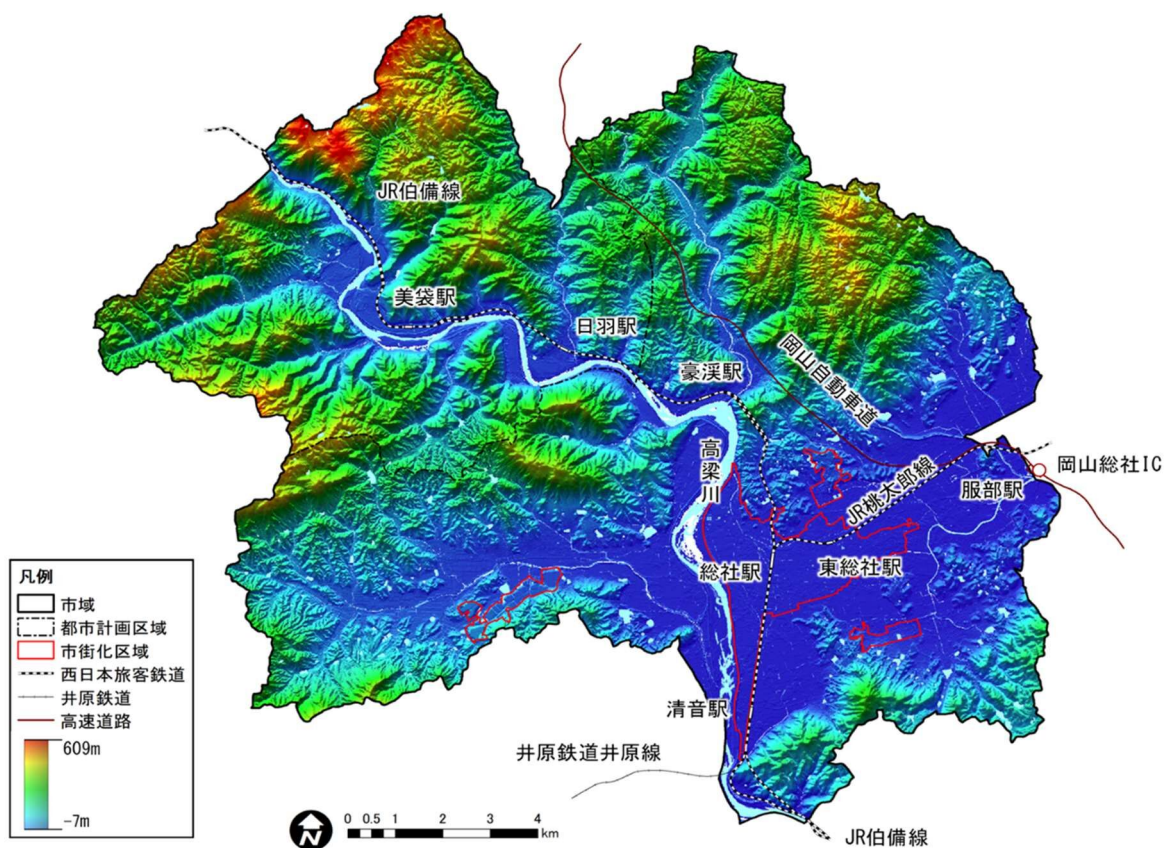 JR伯備線
美袋駅
日羽駅
豪渓駅
岡山自動車道
高梁川
岡山総社IC
服部駅
JR桃太郎線
総社駅
東総社駅
清音駅
井原鉄道井原線
JR伯備線
凡例
市域
都市計画区域
市街化区域
西日本旅客鉄道
井原鉄道
高速道路
609m
-7m
N
0 0.5 1 2 3 4
km